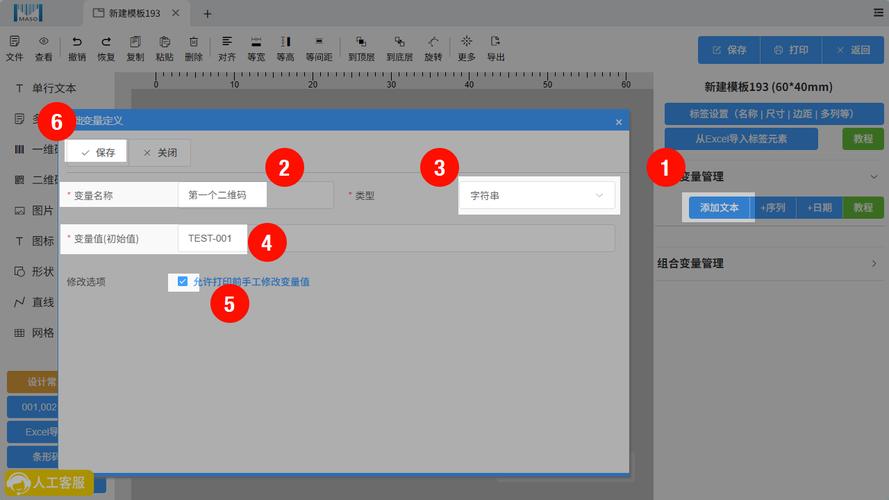 MASO
新建模板193 × +
文件 查看 撤销 恢复 复制 粘贴 删除 对齐 等宽 等高 等间距 到顶层 到底层 旋转 更多 导出
保存 打印 返回
0 10 20 30 40 50 60
单行文本
一维码
二维码
图片
图标
形状
直线
网格
设计常
001,002
Excel导
条形码
人工客服
6
变量定义 ×
保存 关闭
2
* 变量名称 第一个二维码
3
* 类型 字符串
* 变量值(初始值) TEST-001
4
修改选项 允许打印前手工修改变量值
5
新建模板193 (60*40mm)
标签设置（名称 | 尺寸 | 边距 | 多列等）
从Excel导入标签元素 教程
1
变量管理
添加文本 +序列 +日期 教程
组合变量管理